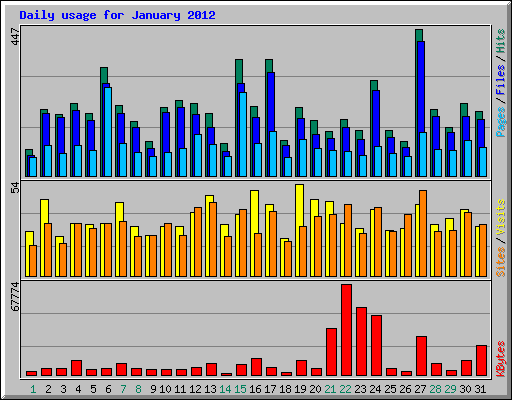 Daily usage for January 2012
447
54
67774
Pages / Files / Hits
Sites / Visits
KBytes
1 2 3 4 5 6 7 8 9 10 11 12 13 14 15 16 17 18 19 20 21 22 23 24 25 26 27 28 29 30 31